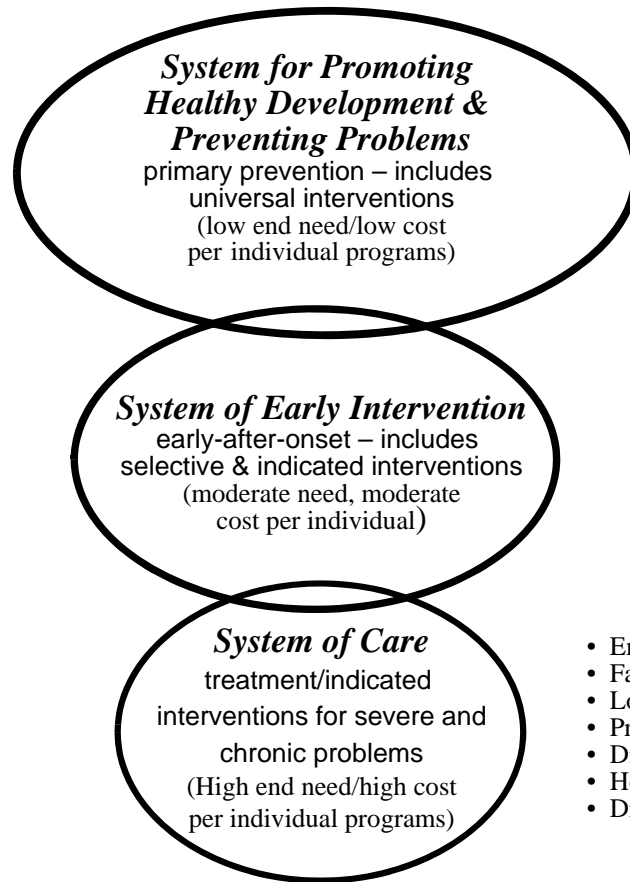 System for Promoting
Healthy Development &
Preventing Problems
primary prevention – includes
universal interventions
(low end need/low cost
per individual programs)
System of Early Intervention
early-after-onset – includes
selective & indicated interventions
(moderate need, moderate
cost per individual)
System of Care
treatment/indicated
interventions for severe and
chronic problems
(High end need/high cost
per individual programs)